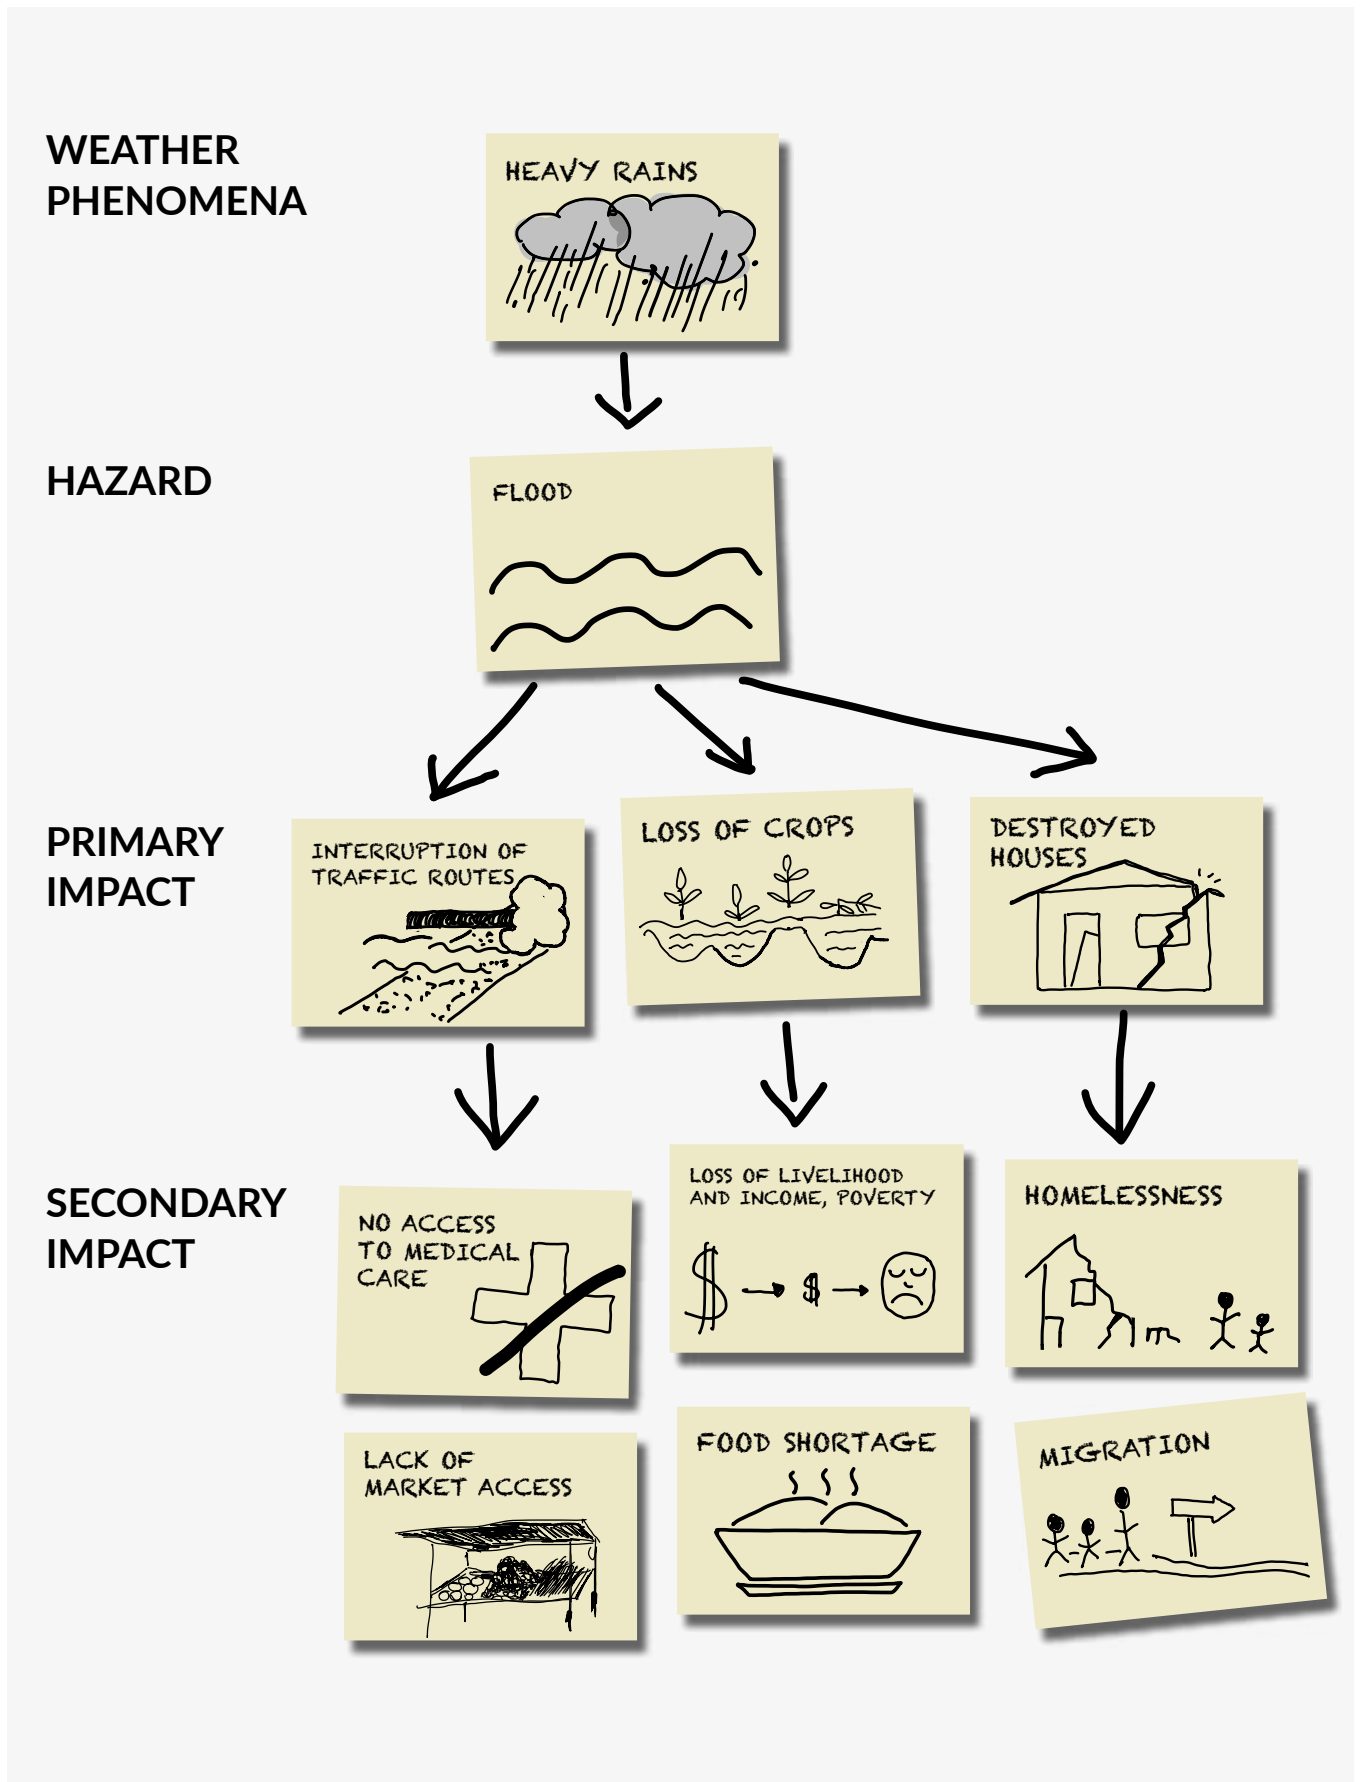 WEATHER
PHENOMENA
HEAVY RAINS
HAZARD
FLOOD
PRIMARY
IMPACT
INTERRUPTION OF
TRAFFIC ROUTES
LOSS OF CROPS
DESTROYED
HOUSES
SECONDARY
IMPACT
NO ACCESS
TO MEDICAL
CARE
LOSS OF LIVELIHOOD
AND INCOME, POVERTY
$ $
HOMELESSNESS
LACK OF
MARKET ACCESS
FOOD SHORTAGE
MIGRATION